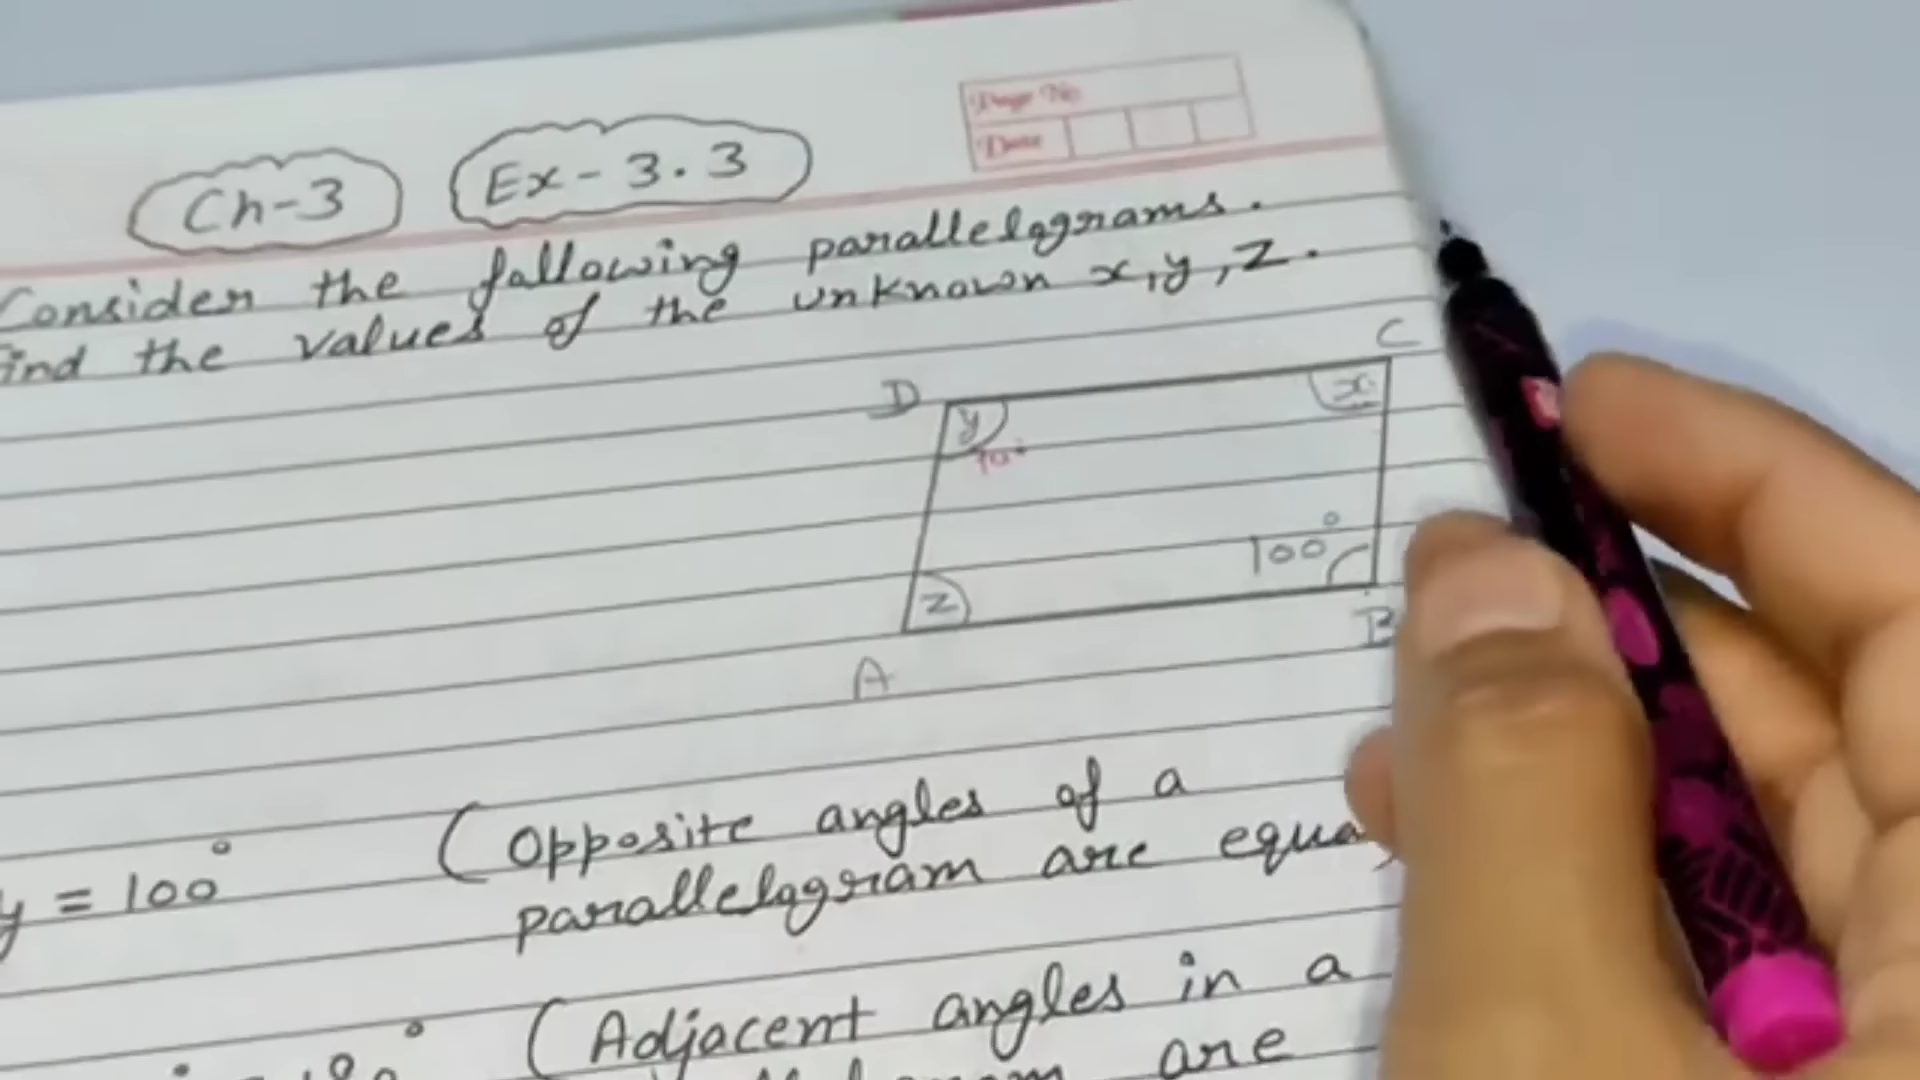 Page No
Date
Ch-3 Ex-3.3
Consider the fallowing parallelograms.
ind the values of the unknown x, y, z.
D C
y x
z 100°
A B
y = 100° (Opposite angles of a
parallelogram are equa
(Adjacent angles in a
are